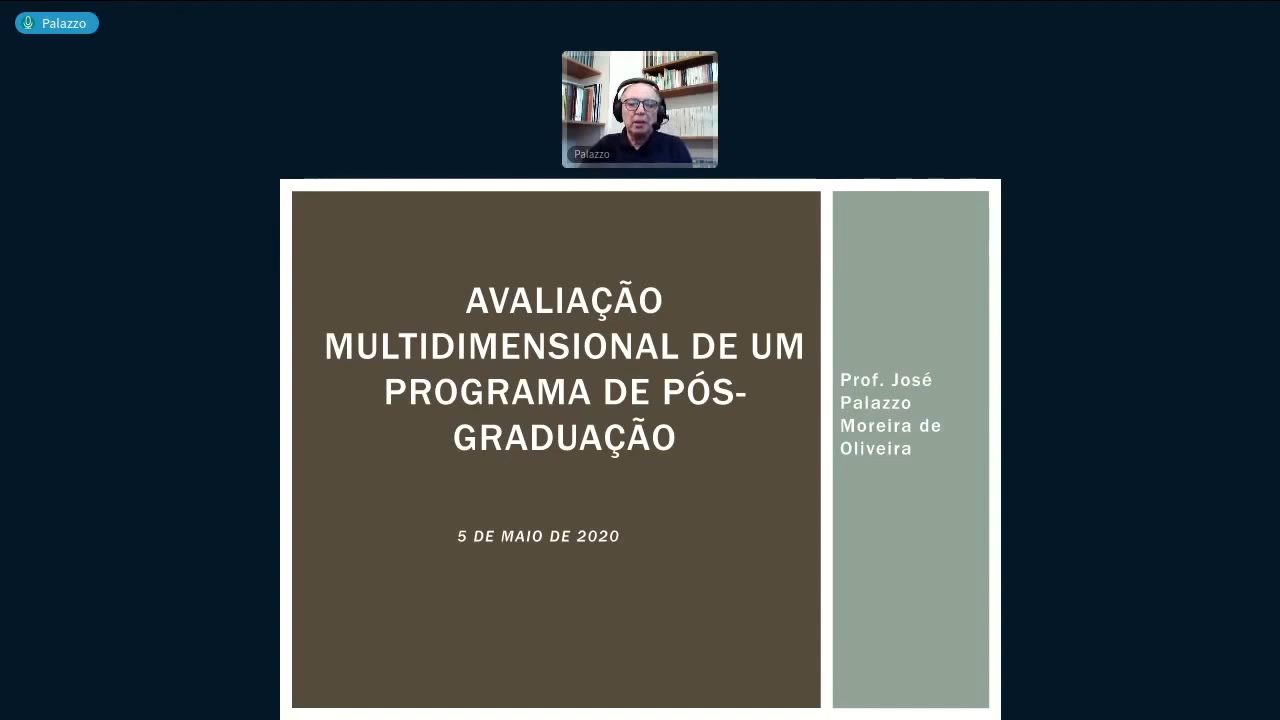 Palazzo
Palazzo
AVALIAÇÃO
MULTIDIMENSIONAL DE UM
PROGRAMA DE PÓS-
GRADUAÇÃO
5 DE MAIO DE 2020
Prof. José
Palazzo
Moreira de
Oliveira